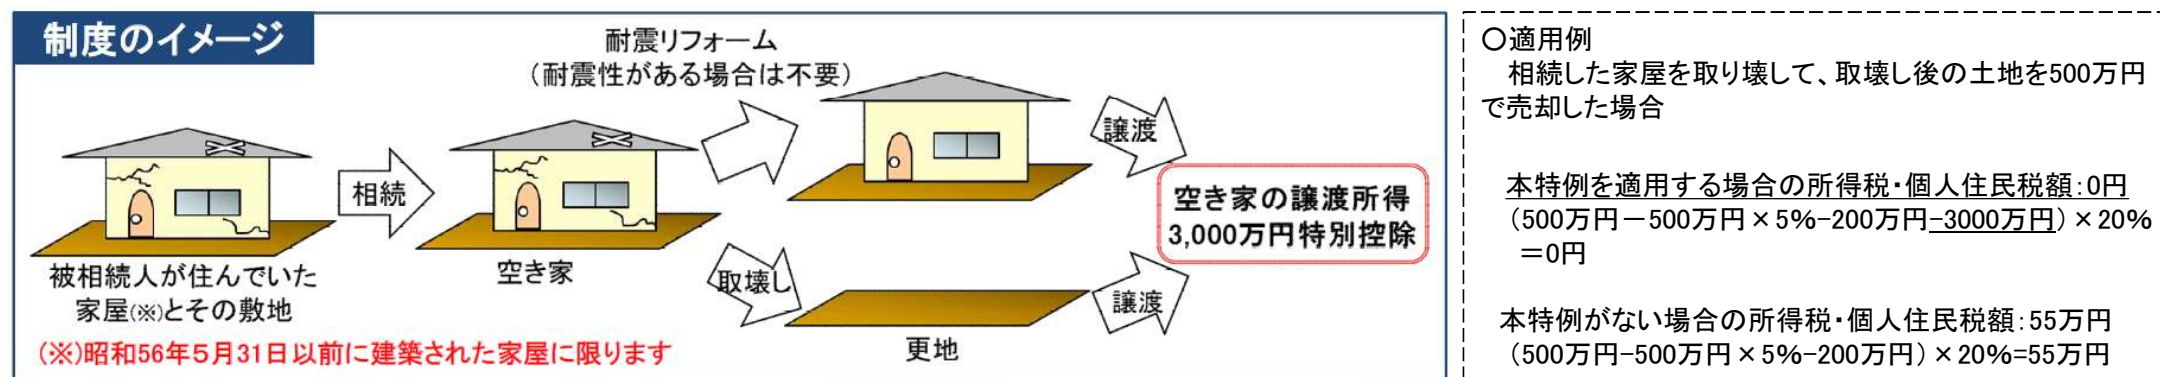 制度のイメージ
耐震リフォーム
（耐震性がある場合は不要）
相続
譲渡
空き家の譲渡所得
3,000万円特別控除
被相続人が住んでいた
家屋(※)とその敷地
空き家
取壊し
譲渡
更地
(※)昭和56年５月31日以前に建築された家屋に限ります
〇適用例
相続した家屋を取り壊して、取壊し後の土地を500万円
で売却した場合
本特例を適用する場合の所得税・個人住民税額：0円
（500万円－500万円×5%-200万円-3000万円）×20%
＝0円
本特例がない場合の所得税・個人住民税額：55万円
（500万円-500万円×5%-200万円）×20%=55万円